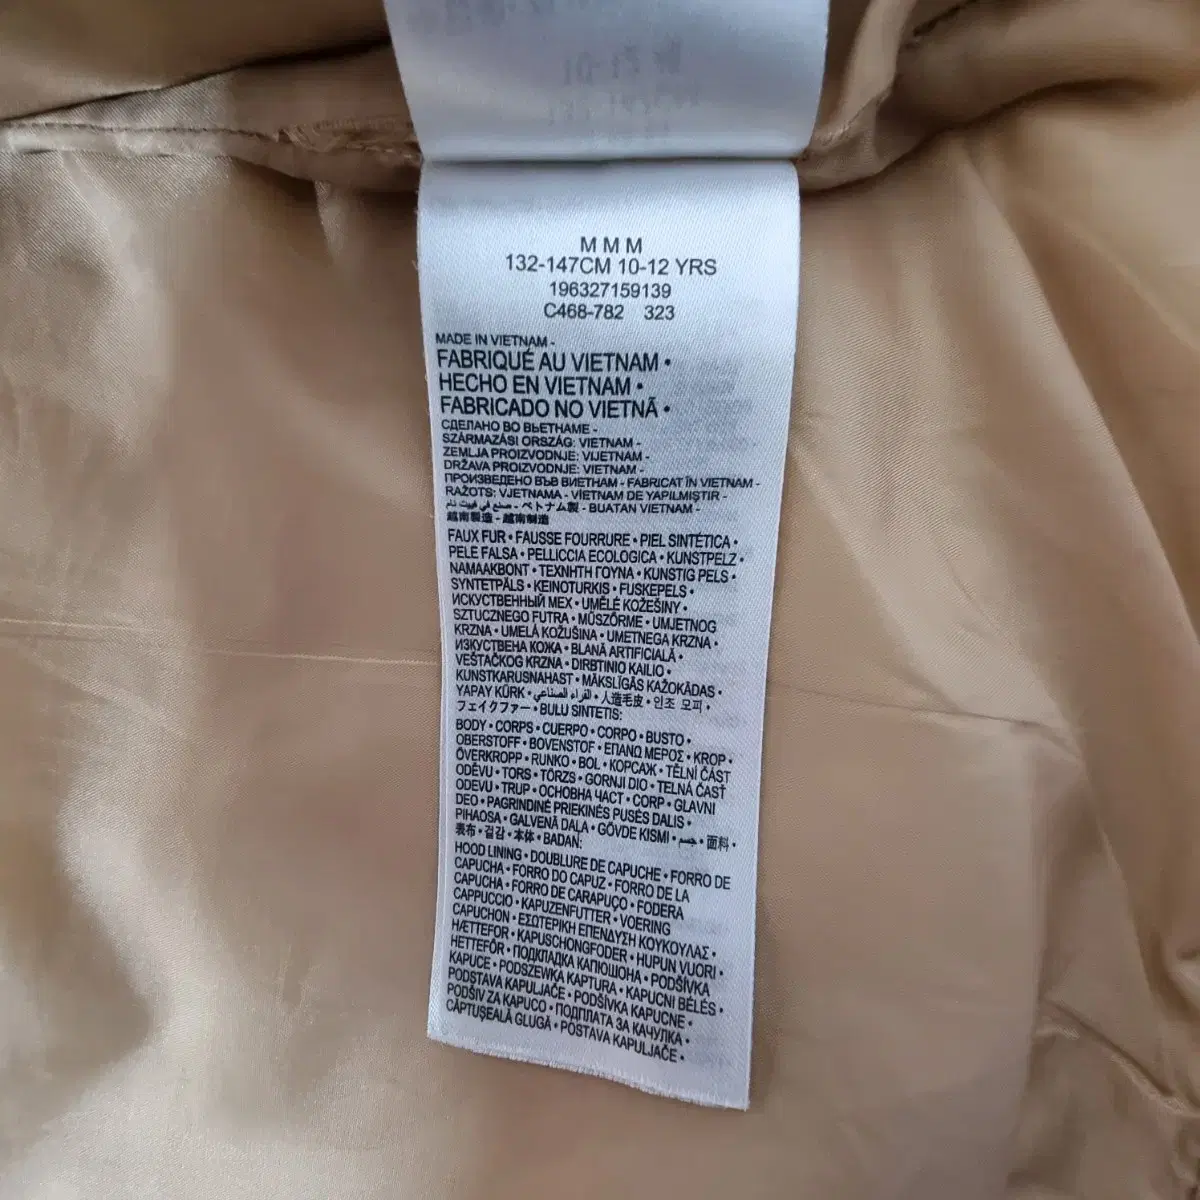 M M M
132-147CM 10-12 YRS
196327159139
C468-782 323
MADE IN VIETNAM -
FABRIQUÉ AU VIETNAM •
HECHO EN VIETNAM •
FABRICADO NO VIETNÃ •
СДЕЛАНО ВО ВЬЕТНАМЕ -
SZÁRMAZÁSI ORSZÁG: VIETNAM -
ZEMLJA PROIZVODNJE: VIJETNAM -
DRŽAVA PROIZVODNJE: VIETNAM -
ПРОИЗВЕДЕНО ВЪВ ВИЕТНАМ - FABRICAT ÎN VIETNAM -
RAŽOTS: VJETNAMA - VİETNAM DE YAPILMIŞTIR -
صنع في فييت نام - ベトナム製 - BUATAN VIETNAM -
越南製造 - 越南制造
FAUX FUR • FAUSSE FOURRURE • PIEL SINTÉTICA •
PELE FALSA • PELLICCIA ECOLOGICA • KUNSTPELZ •
NAMAAKBONT • ΤΕΧΝΗΤΗ ΓΟΥΝΑ • KUNSTIG PELS •
SYNTETPÄLS • KEINOTURKIS • FUSKEPELS •
ИСКУСТВЕННЫЙ МЕХ • UMĚLÉ KOŽEŠINY •
SZTUCZNEGO FUTRA • MŰSZŐRME • UMJETNOG
KRZNA • UMELÁ KOŽUŠINA • UMETNEGA KRZNA •
ИЗКУСТВЕНА КОЖА • BLANĂ ARTIFICIALĂ •
VEŠTAČKOG KRZNA • DIRBTINIO KAILIO •
KUNSTKARUSNAHAST • MĀKSLĪGĀS KAŽOKĀDAS •
YAPAY KÜRK • الفراء الصناعي • 人造毛皮 • 인조 모피 •
フェイクファー • BULU SINTETIS:
BODY • CORPS • CUERPO • CORPO • BUSTO •
OBERSTOFF • BOVENSTOF • ΕΠΑΝΩ ΜΕΡΟΣ • KROP •
ÖVERKROPP • RUNKO • BOL • КОРСАЖ • TĚLNÍ ČÁST
ODĚVU • TORS • TÖRZS • GORNJI DIO • TELNÁ ČASŤ
ODEVU • TRUP • ОСНОВНА ЧАСТ • CORP • GLAVNI
DEO • PAGRINDINĖ PRIEKINĖS PUSĖS DALIS •
PIHAOSA • GALVENĀ DAĻA • GÖVDE KISMI • جسم • 面料 •
表布 • 겉감 • 本体 • BADAN:
HOOD LINING • DOUBLURE DE CAPUCHE • FORRO DE
CAPUCHA • FORRO DO CAPUZ • FORRO DE LA
CAPUCHA • FORRO DE CARAPUÇO • FODERA
CAPPUCCIO • KAPUZENFUTTER • VOERING
CAPUCHON • ΕΣΩΤΕΡΙΚΗ ΕΠΕΝΔΥΣΗ ΚΟΥΚΟΥΛΑΣ •
HÆTTEFOR • KAPUSCHONGFODER • HUPUN VUORI •
HETTEFÔR • ПОДКЛАДКА КАПЮШОНА • PODŠÍVKA
KAPUCE • PODSZEWKA KAPTURA • KAPUCNI BÉLÉS •
PODSTAVA KAPULJAČE • PODŠÍVKA KAPUCNE •
PODŠIV ZA KAPUCO • ПОДПЛАТА ЗА КАЧУЛКА •
CĂPTUȘEALĂ GLUGĂ • POSTAVA KAPULJAČE •